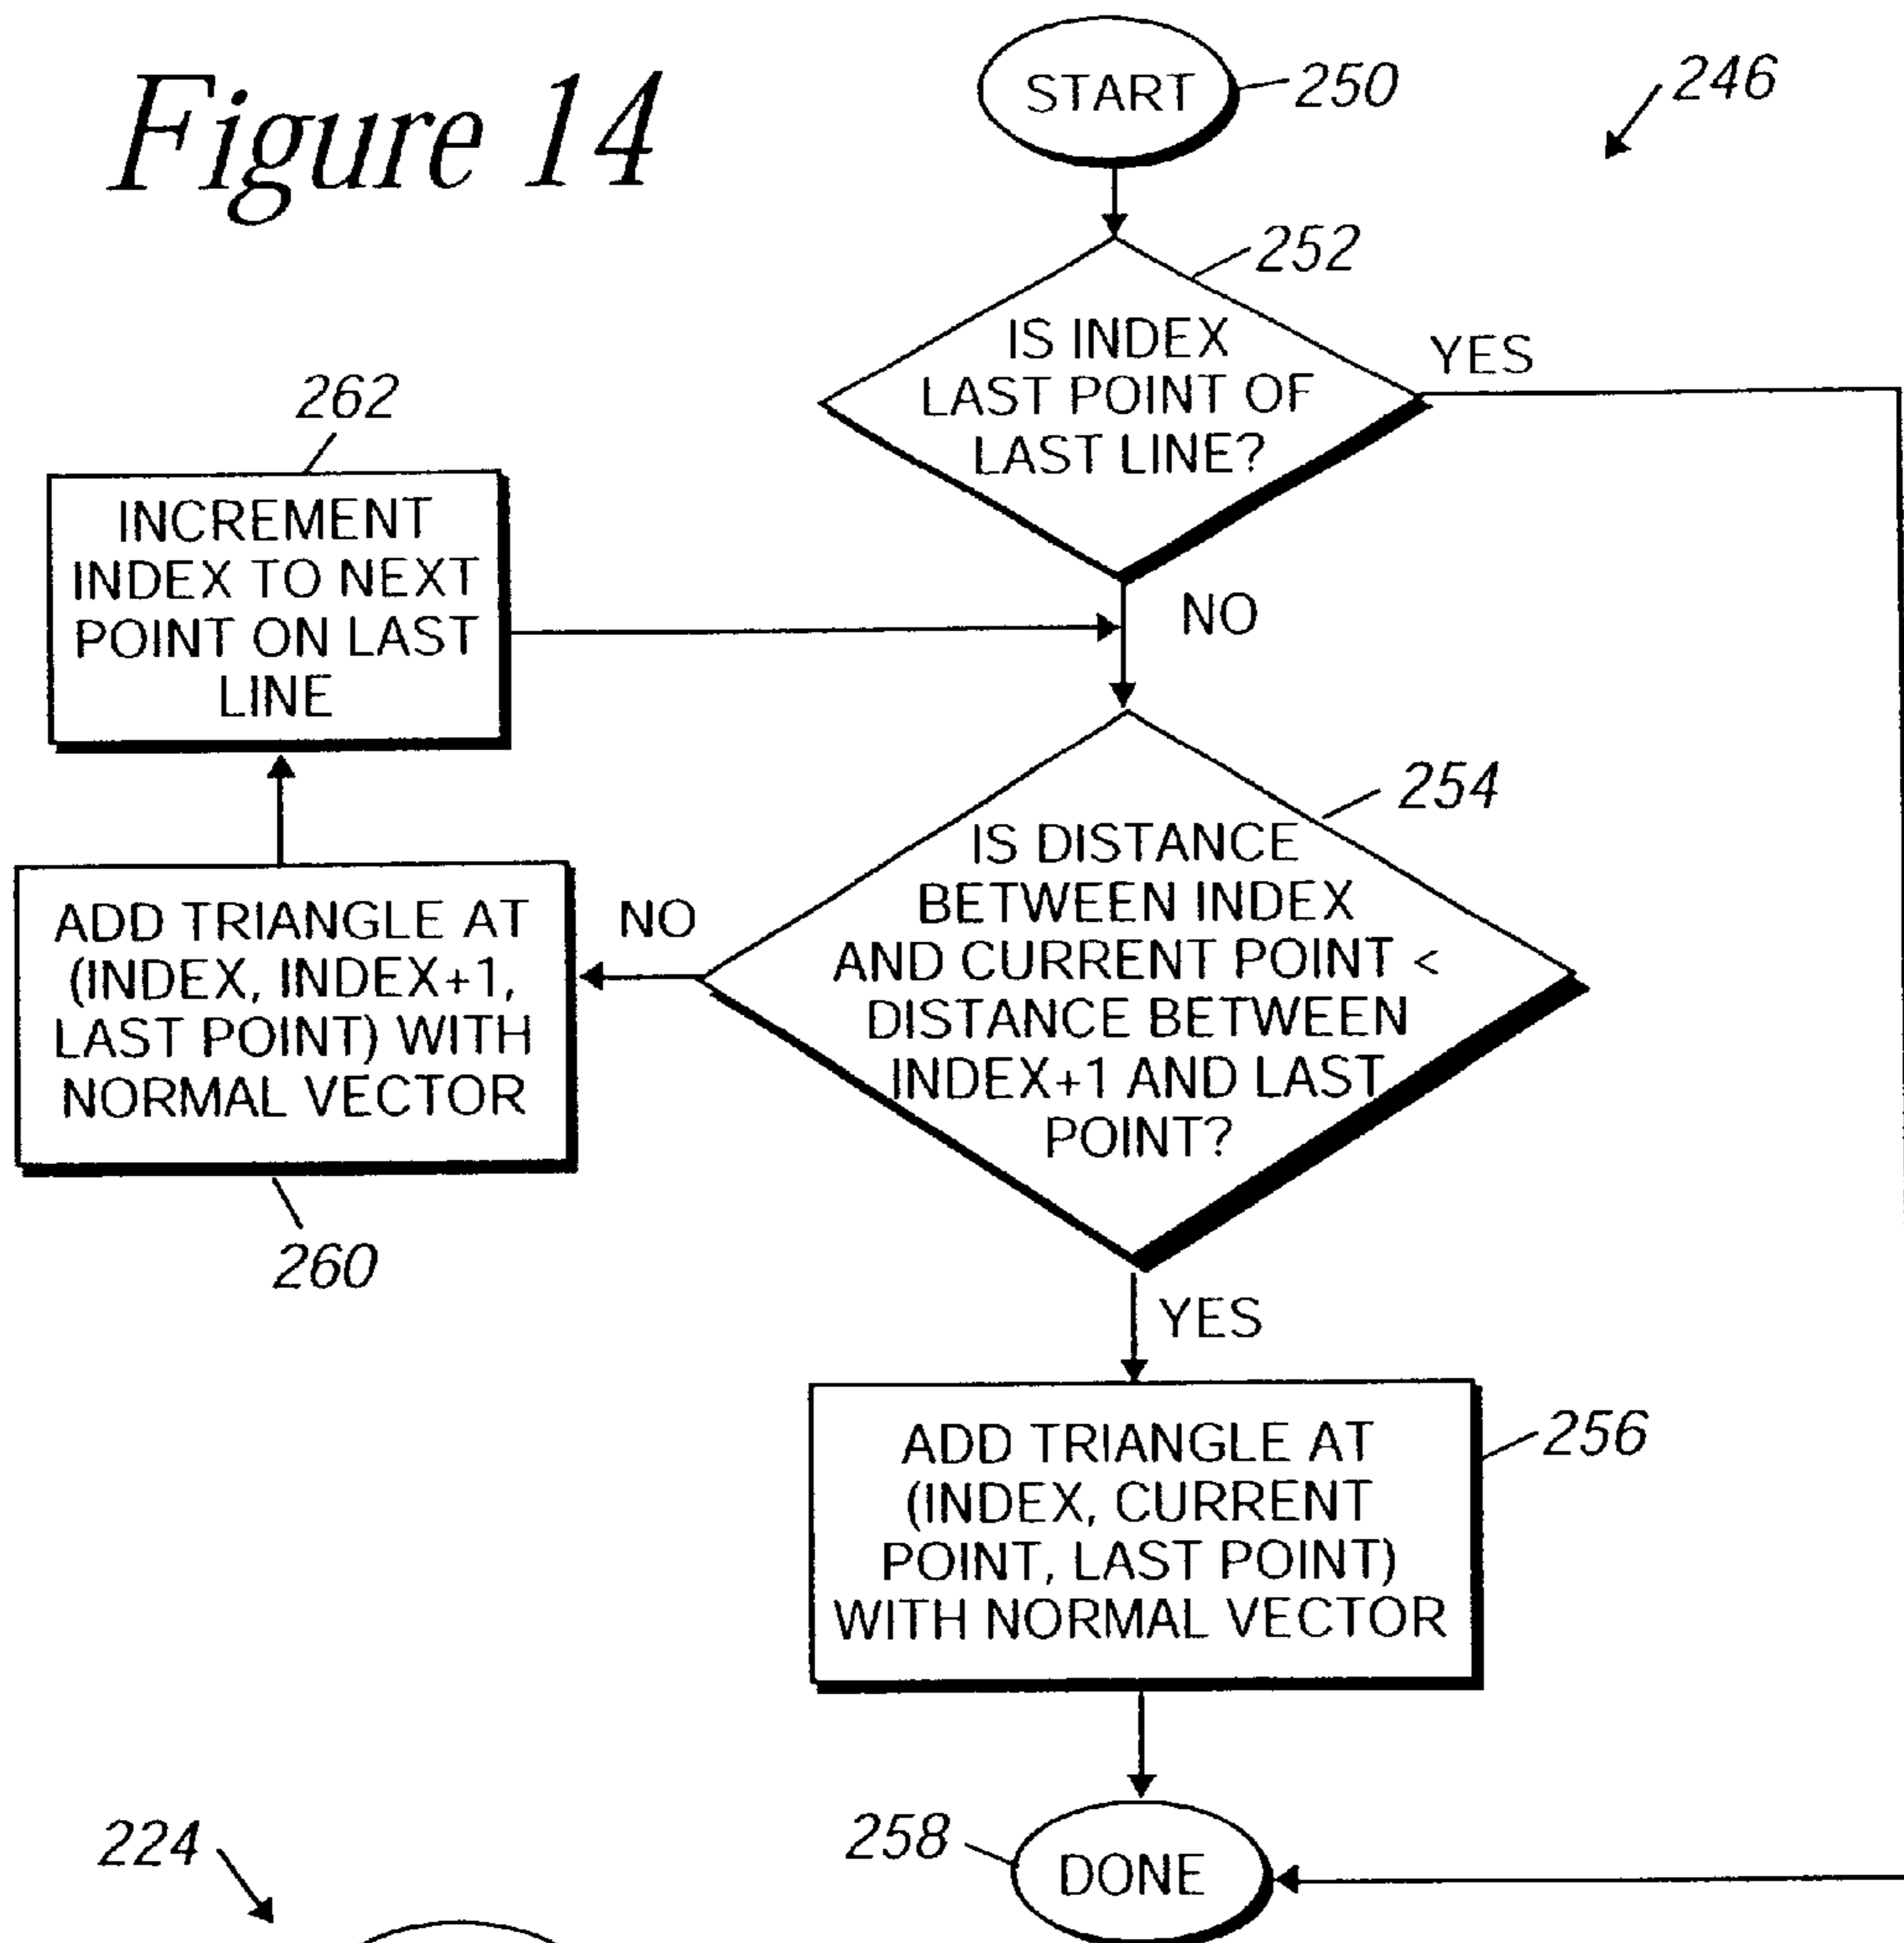 Figure 14
START
250
246
252
IS INDEX
LAST POINT OF
LAST LINE?
YES
262
INCREMENT
INDEX TO NEXT
POINT ON LAST
LINE
NO
254
IS DISTANCE
BETWEEN INDEX
AND CURRENT POINT <
DISTANCE BETWEEN
INDEX+1 AND LAST
POINT?
NO
ADD TRIANGLE AT
(INDEX, INDEX+1,
LAST POINT) WITH
NORMAL VECTOR
260
YES
ADD TRIANGLE AT
(INDEX, CURRENT
POINT, LAST POINT)
WITH NORMAL VECTOR
256
224
258
DONE